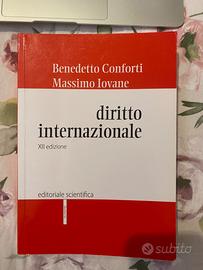 Benedetto Conforti
Massimo Iovane
diritto
internazionale
XII edizione
editoriale scientifica
subito